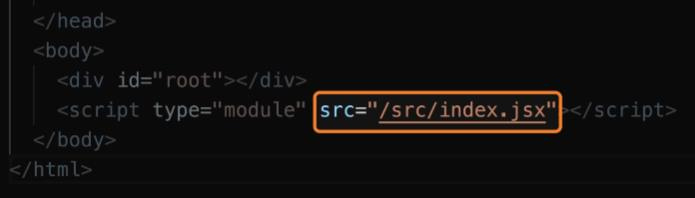 </head>
<body>
<div id="root"></div>
<script type="module" src="/src/index.jsx"></script>
</body>
</html>